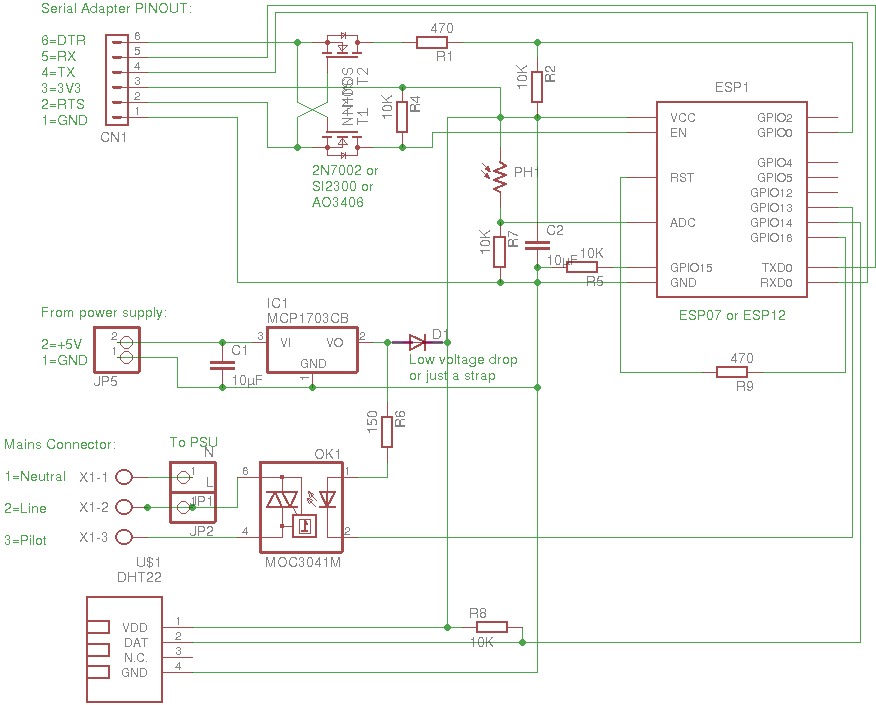 Serial Adapter PINOUT:
6=DTR
5=RX
4=TX
3=3V3
2=RTS
1=GND
6
5
4
3
2
1
CN1
N-MOS
T2
N-MOS
T1
2N7002 or
SI2300 or
AO3406
470
R1
10K
R4
10K
R2
PH1
10K
R7
C2
10µF
10K
R5
ESP1
VCC
EN
RST
ADC
GPIO15
GND
GPIO2
GPIO0
GPIO4
GPIO5
GPIO12
GPIO13
GPIO14
GPIO16
TXD0
RXD0
ESP07 or ESP12
470
R9
From power supply:
2=+5V
1=GND
2
1
JP5
C1
10µF
IC1
MCP1703CB
3
VI
VO
2
GND
1
D1
Low voltage drop
or just a strap
150
R6
Mains Connector:
1=Neutral
2=Line
3=Pilot
X1-1
X1-2
X1-3
To PSU
N
1
L
1
JP1
JP2
OK1
6
4
1
2
MOC3041M
U$1
DHT22
VDD
DAT
N.C.
GND
1
2
3
4
R8
10K